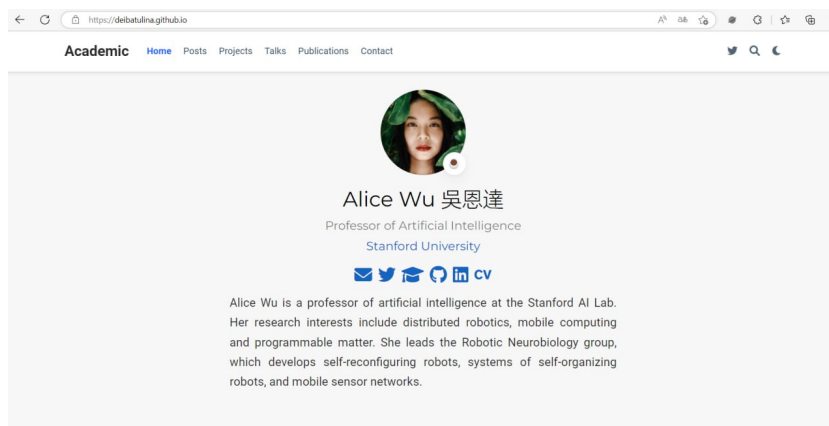 https://deibatulina.github.io
Academic Home Posts Projects Talks Publications Contact
Alice Wu 吳恩達
Professor of Artificial Intelligence
Stanford University
CV
Alice Wu is a professor of artificial intelligence at the Stanford AI Lab.
Her research interests include distributed robotics, mobile computing
and programmable matter. She leads the Robotic Neurobiology group,
which develops self-reconfiguring robots, systems of self-organizing
robots, and mobile sensor networks.